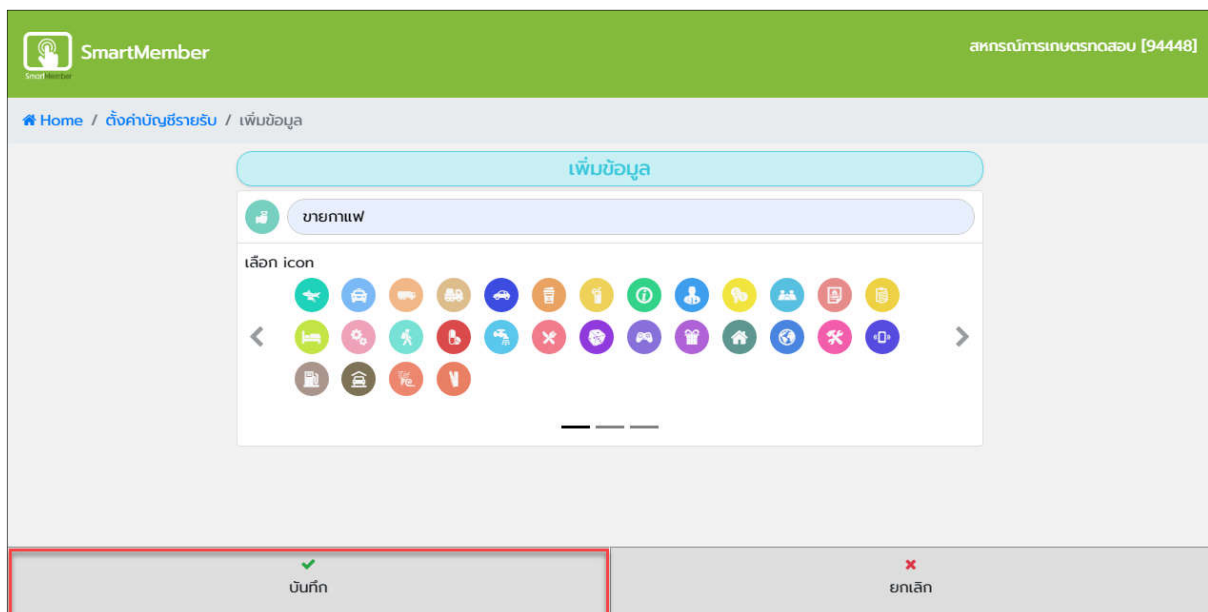 SmartMember
SmartMember
สหกรณ์การเกษตรทดสอบ [94448]
Home / ตั้งค่าบัญชีรายรับ / เพิ่มข้อมูล
เพิ่มข้อมูล
ขายกาแฟ
เลือก icon
บันทึก
ยกเลิก